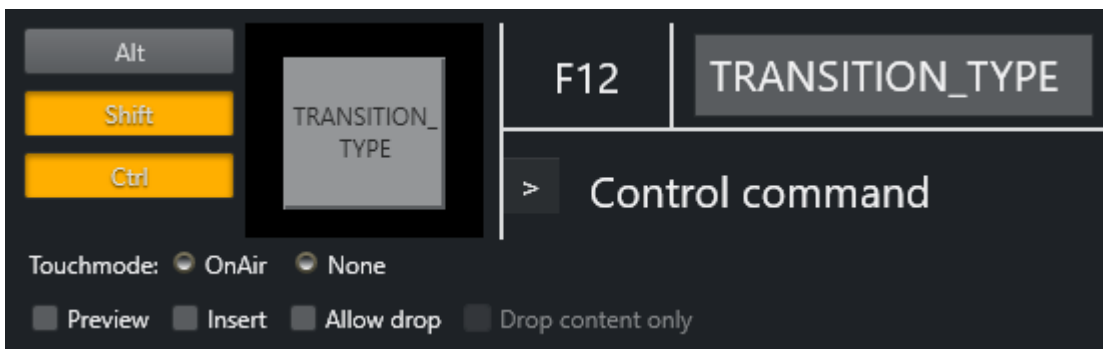 Alt
Shift
Ctrl
TRANSITION_
TYPE
F12
TRANSITION_TYPE
>
Control command
Touchmode: OnAir None
Preview Insert Allow drop Drop content only